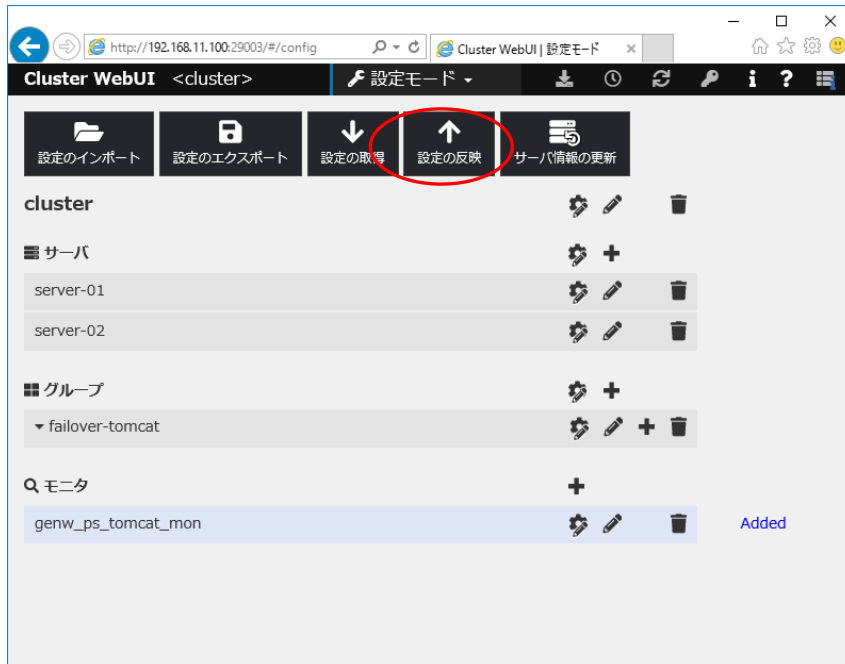 http://192.168.11.100:29003/#/config
Cluster WebUI | 設定モード
Cluster WebUI <cluster> 設定モード
設定のインポート 設定のエクスポート 設定の取得 設定の反映 サーバ情報の更新
cluster
サーバ
server-01
server-02
グループ
failover-tomcat
モニタ
genw_ps_tomcat_mon Added